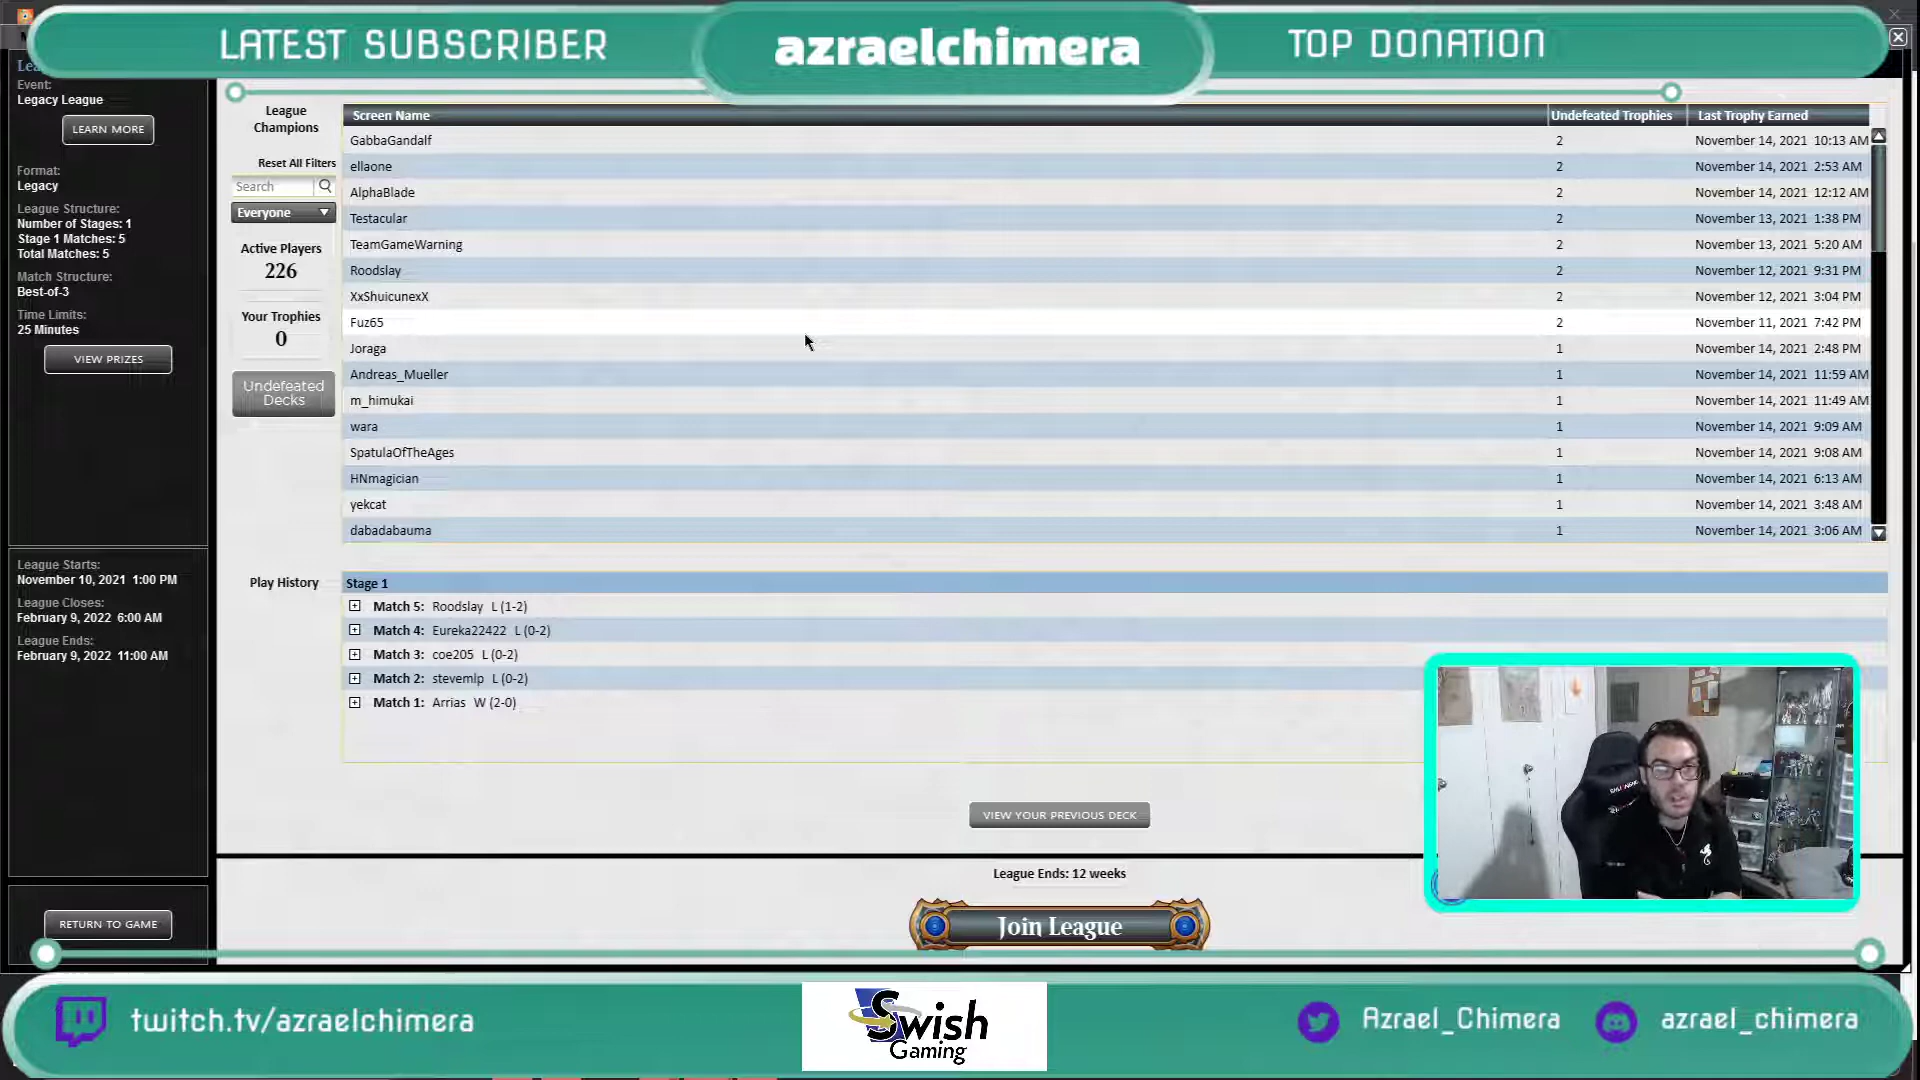 LATEST SUBSCRIBER
azraelchimera
TOP DONATION
Event:
Legacy League
LEARN MORE
Format:
Legacy
League Structure:
Number of Stages: 1
Stage 1 Matches: 5
Total Matches: 5
Match Structure:
Best-of-3
Time Limits:
25 Minutes
VIEW PRIZES
League Starts:
November 10, 2021 1:00 PM
League Closes:
February 9, 2022 6:00 AM
League Ends:
February 9, 2022 11:00 AM
RETURN TO GAME
League
Champions
Reset All Filters
Search
Everyone
Active Players
226
Your Trophies
0
Undefeated
Decks
Screen Name Undefeated Trophies Last Trophy Earned
GabbaGandalf 2 November 14, 2021 10:13 AM
ellaone 2 November 14, 2021 2:53 AM
AlphaBlade 2 November 14, 2021 12:12 AM
Testacular 2 November 13, 2021 1:38 PM
TeamGameWarning 2 November 13, 2021 5:20 AM
Roodslay 2 November 12, 2021 9:31 PM
XxShuicunexX 2 November 12, 2021 3:04 PM
Fuz65 2 November 11, 2021 7:42 PM
Joraga 1 November 14, 2021 2:48 PM
Andreas_Mueller 1 November 14, 2021 11:59 AM
m_himukai 1 November 14, 2021 11:49 AM
wara 1 November 14, 2021 9:09 AM
SpatulaOfTheAges 1 November 14, 2021 9:08 AM
HNmagician 1 November 14, 2021 6:13 AM
yekcat 1 November 14, 2021 3:48 AM
dabadabauma 1 November 14, 2021 3:06 AM
Play History
Stage 1
Match 5: Roodslay L (1-2)
Match 4: Eureka22422 L (0-2)
Match 3: coe205 L (0-2)
Match 2: stevemlp L (0-2)
Match 1: Arrias W (2-0)
VIEW YOUR PREVIOUS DECK
League Ends: 12 weeks
Join League
twitch.tv/azraelchimera
Swish
Gaming
Azrael_Chimera
azrael_chimera